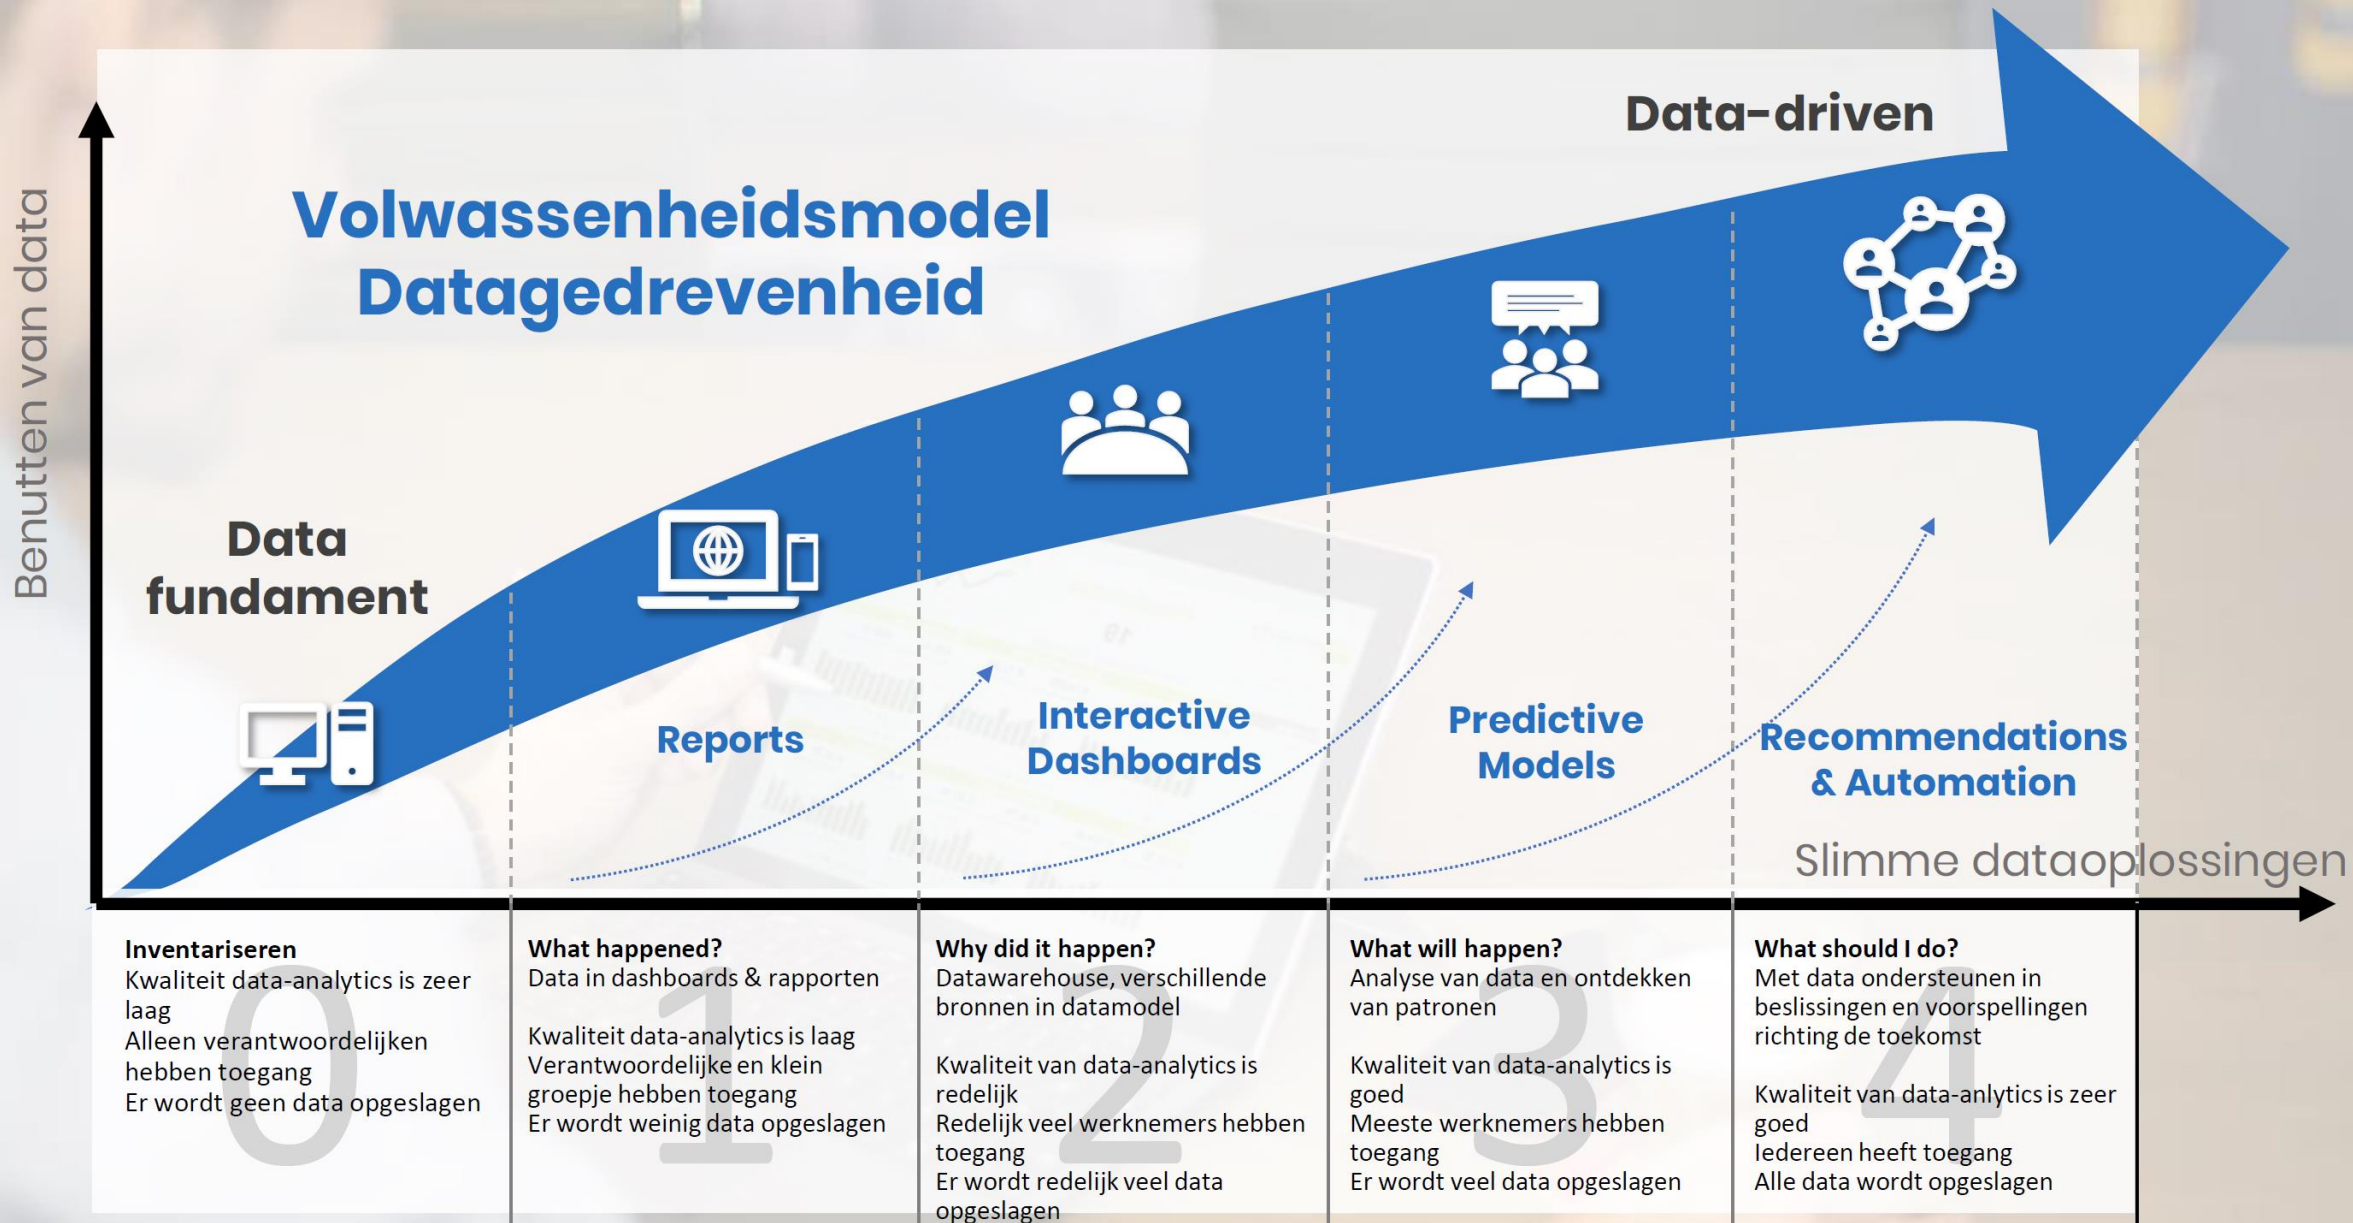 Data-driven
Volwassenheidsmodel
Datagedrevenheid
Benutten van data
Data
fundament
Reports
Interactive
Dashboards
Predictive
Models
Recommendations
& Automation
Slimme dataoplossingen
0
Inventariseren
Kwaliteit data-analytics is zeer
laag
Alleen verantwoordelijken
hebben toegang
Er wordt geen data opgeslagen
1
What happened?
Data in dashboards & rapporten
Kwaliteit data-analytics is laag
Verantwoordelijke en klein
groepje hebben toegang
Er wordt weinig data opgeslagen
2
Why did it happen?
Datawarehouse, verschillende
bronnen in datamodel
Kwaliteit van data-analytics is
redelijk
Redelijk veel werknemers hebben
toegang
Er wordt redelijk veel data
opgeslagen
3
What will happen?
Analyse van data en ontdekken
van patronen
Kwaliteit van data-analytics is
goed
Meeste werknemers hebben
toegang
Er wordt veel data opgeslagen
4
What should I do?
Met data ondersteunen in
beslissingen en voorspellingen
richting de toekomst
Kwaliteit van data-anlytics is zeer
goed
Iedereen heeft toegang
Alle data wordt opgeslagen